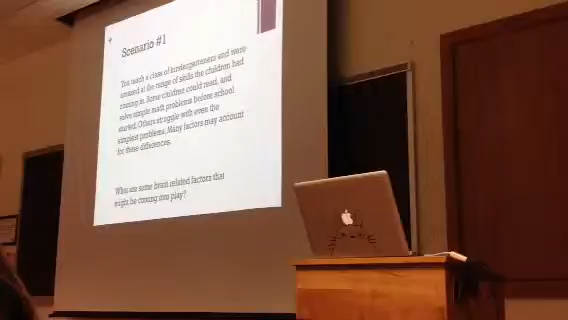 Scenario #1
You teach a class of kindergarteners and were
amazed at the range of skills the children had
coming in. Some children could read, and
solve simple math problems before school
started. Others struggle with even the
simplest problems. Many factors may account
for these differences.
What are some brain related factors that
might be coming into play?